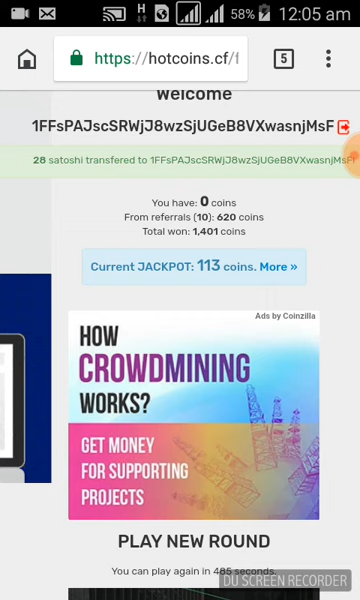 58% 12:05 am
https://hotcoins.cf/f
5
Welcome
1FFsPAJscSRWjJ8wzSjUGeB8VXwasnjMsF
28 satoshi transfered to 1FFsPAJscSRWjJ8wzSjUGeB8VXwasnjMsF!
You have: 0 coins
From referrals (10): 620 coins
Total won: 1,401 coins
Current JACKPOT: 113 coins. More »
Ads by Coinzilla
HOW
CROWDMINING
WORKS?
GET MONEY
FOR SUPPORTING
PROJECTS
PLAY NEW ROUND
You can play again in 485 seconds.
DU SCREEN RECORDER